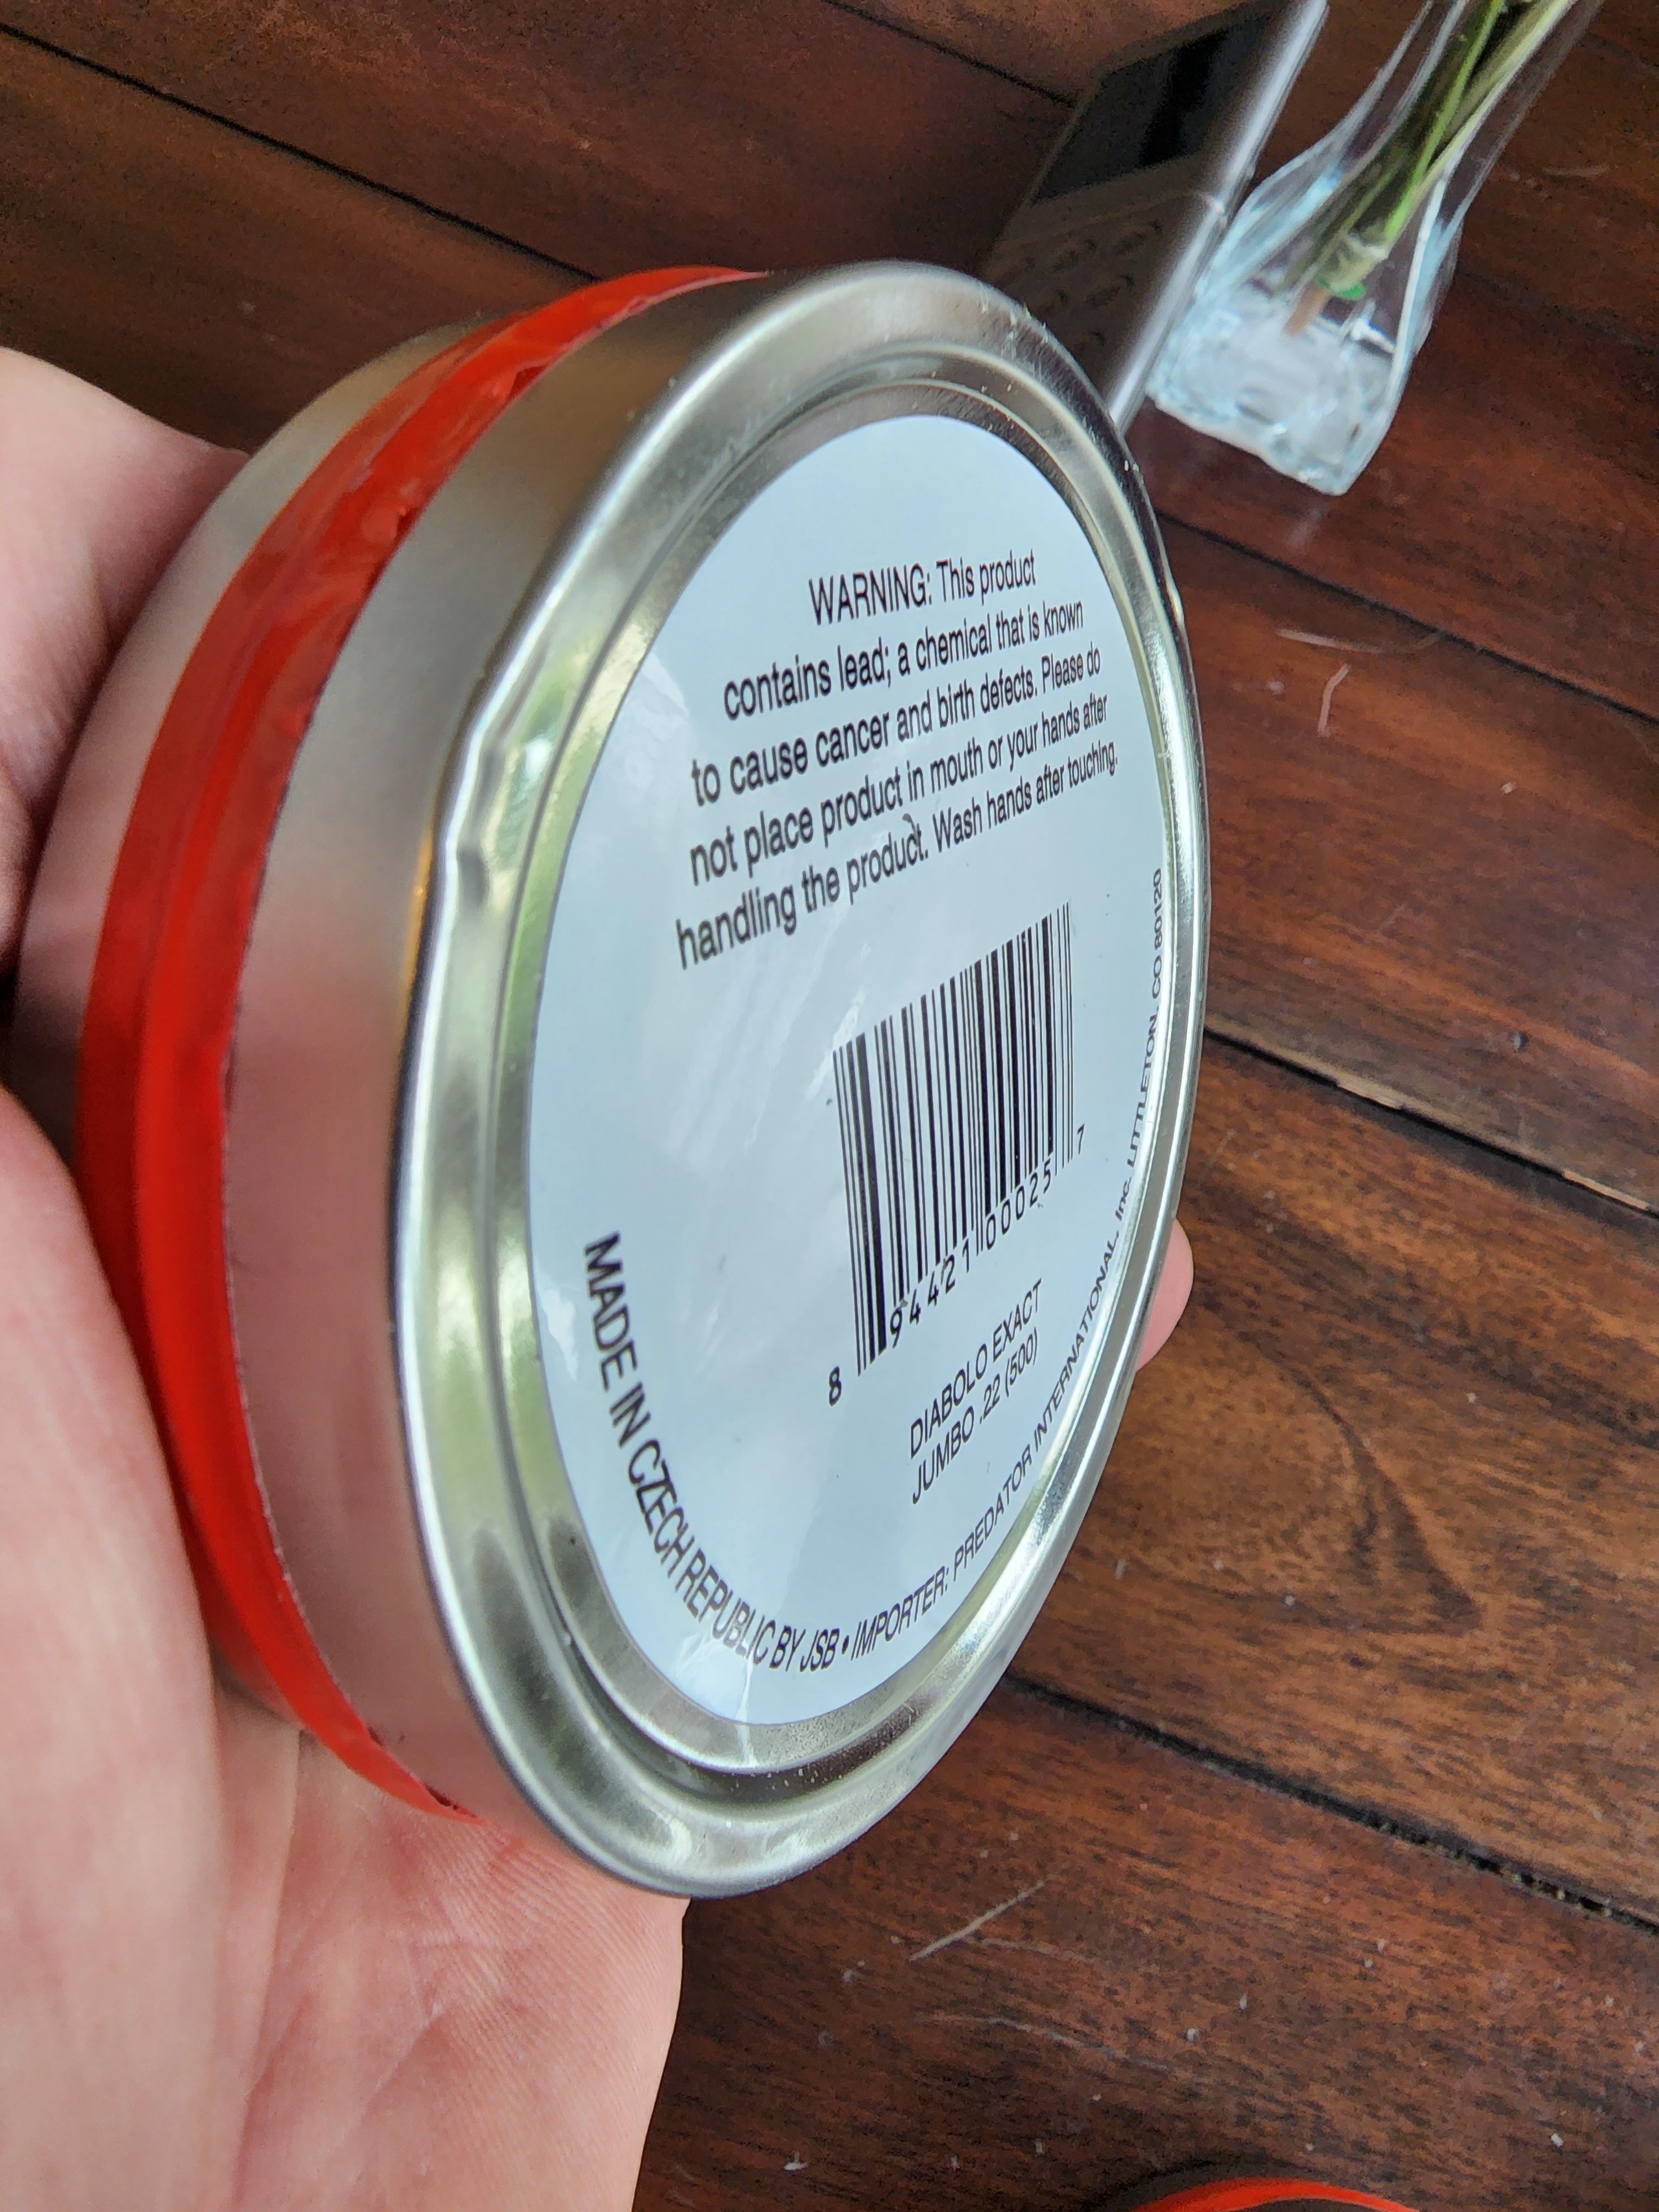 WARNING: This product
contains lead; a chemical that is known
to cause cancer and birth defects. Please do
not place product in mouth or your hands after
handling the product. Wash hands after touching.
8 94421 00025 7
DIABOLO EXACT
JUMBO .22 (500)
MADE IN CZECH REPUBLIC BY JSB • IMPORTER: PREDATOR INTERNATIONAL, Inc. LITTLETON, CO 80120